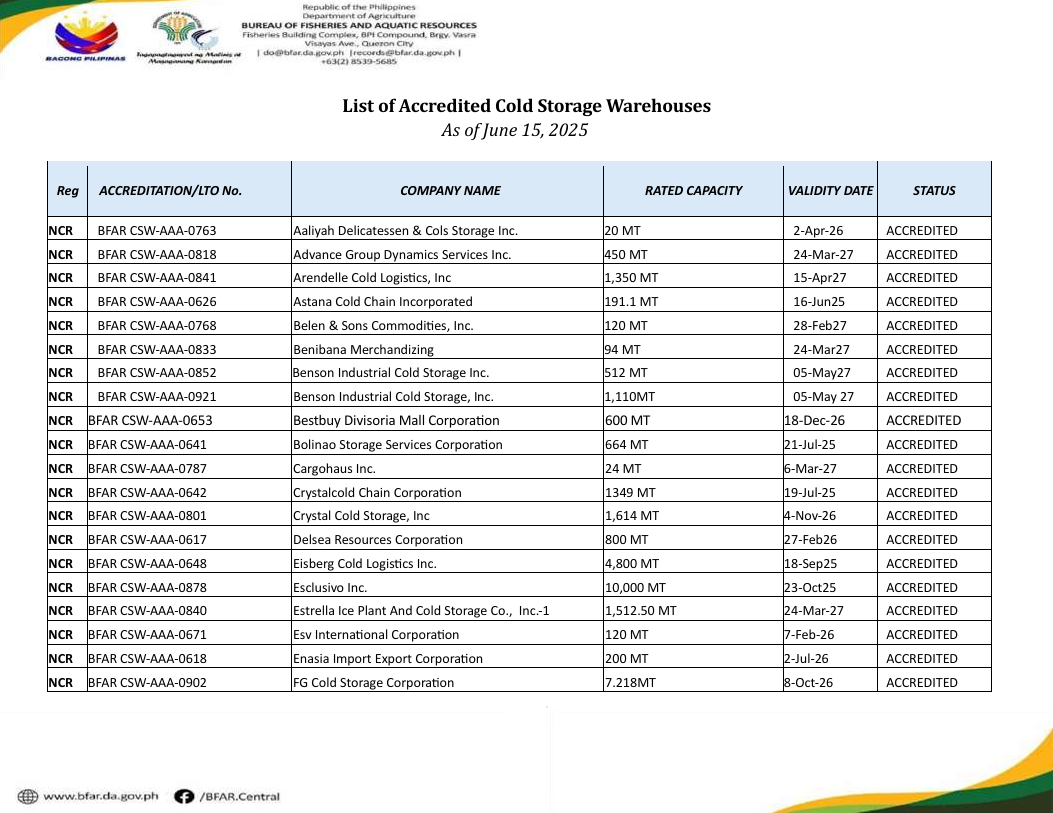 Republic of the Philippines
Department of Agriculture
BUREAU OF FISHERIES AND AQUATIC RESOURCES
Fisheries Building Complex, BPI Compound, Brgy. Vasra
Visayas Ave., Quezon City
| do@bfar.da.gov.ph |records@bfar.da.gov.ph |
+63(2) 8539-5685
BAGONG PILIPINAS
List of Accredited Cold Storage Warehouses
As of June 15, 2025
Reg ACCREDITATION/LTO No. COMPANY NAME RATED CAPACITY VALIDITY DATE STATUS
NCR BFAR CSW-AAA-0763 Aaliyah Delicatessen & Cols Storage Inc. 20 MT 2-Apr-26 ACCREDITED
NCR BFAR CSW-AAA-0818 Advance Group Dynamics Services Inc. 450 MT 24-Mar-27 ACCREDITED
NCR BFAR CSW-AAA-0841 Arendelle Cold Logistics, Inc 1,350 MT 15-Apr27 ACCREDITED
NCR BFAR CSW-AAA-0626 Astana Cold Chain Incorporated 191.1 MT 16-Jun25 ACCREDITED
NCR BFAR CSW-AAA-0768 Belen & Sons Commodities, Inc. 120 MT 28-Feb27 ACCREDITED
NCR BFAR CSW-AAA-0833 Benibana Merchandizing 94 MT 24-Mar27 ACCREDITED
NCR BFAR CSW-AAA-0852 Benson Industrial Cold Storage Inc. 512 MT 05-May27 ACCREDITED
NCR BFAR CSW-AAA-0921 Benson Industrial Cold Storage, Inc. 1,110MT 05-May 27 ACCREDITED
NCR BFAR CSW-AAA-0653 Bestbuy Divisoria Mall Corporation 600 MT 18-Dec-26 ACCREDITED
NCR BFAR CSW-AAA-0641 Bolinao Storage Services Corporation 664 MT 21-Jul-25 ACCREDITED
NCR BFAR CSW-AAA-0787 Cargohaus Inc. 24 MT 6-Mar-27 ACCREDITED
NCR BFAR CSW-AAA-0642 Crystalcold Chain Corporation 1349 MT 19-Jul-25 ACCREDITED
NCR BFAR CSW-AAA-0801 Crystal Cold Storage, Inc 1,614 MT 4-Nov-26 ACCREDITED
NCR BFAR CSW-AAA-0617 Delsea Resources Corporation 800 MT 27-Feb26 ACCREDITED
NCR BFAR CSW-AAA-0648 Eisberg Cold Logistics Inc. 4,800 MT 18-Sep25 ACCREDITED
NCR BFAR CSW-AAA-0878 Esclusivo Inc. 10,000 MT 23-Oct25 ACCREDITED
NCR BFAR CSW-AAA-0840 Estrella Ice Plant And Cold Storage Co., Inc.-1 1,512.50 MT 24-Mar-27 ACCREDITED
NCR BFAR CSW-AAA-0671 Esv International Corporation 120 MT 7-Feb-26 ACCREDITED
NCR BFAR CSW-AAA-0618 Enasia Import Export Corporation 200 MT 2-Jul-26 ACCREDITED
NCR BFAR CSW-AAA-0902 FG Cold Storage Corporation 7.218MT 8-Oct-26 ACCREDITED
www.bfar.da.gov.ph /BFAR.Central